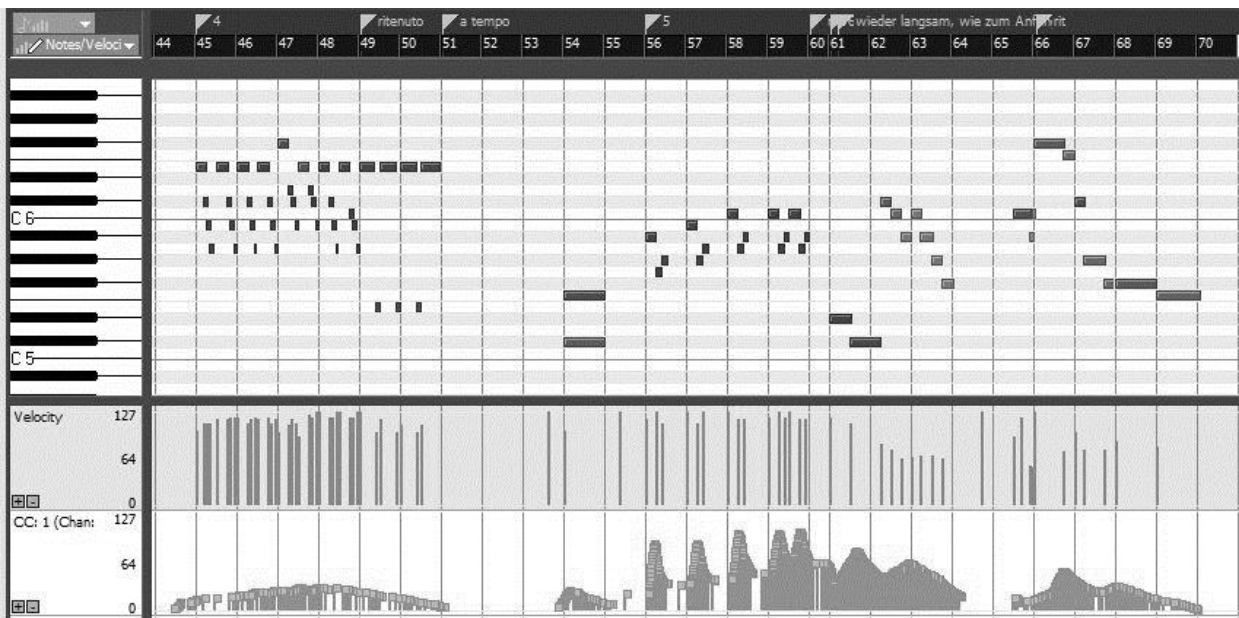 4 ritenuto a tempo 5 wieder langsam, wie zum rit
Notes/Veloci
44 45 46 47 48 49 50 51 52 53 54 55 56 57 58 59 60 61 62 63 64 65 66 67 68 69 70
C 6
C 5
Velocity 127
64
0
CC: 1 (Chan: 127
64
0